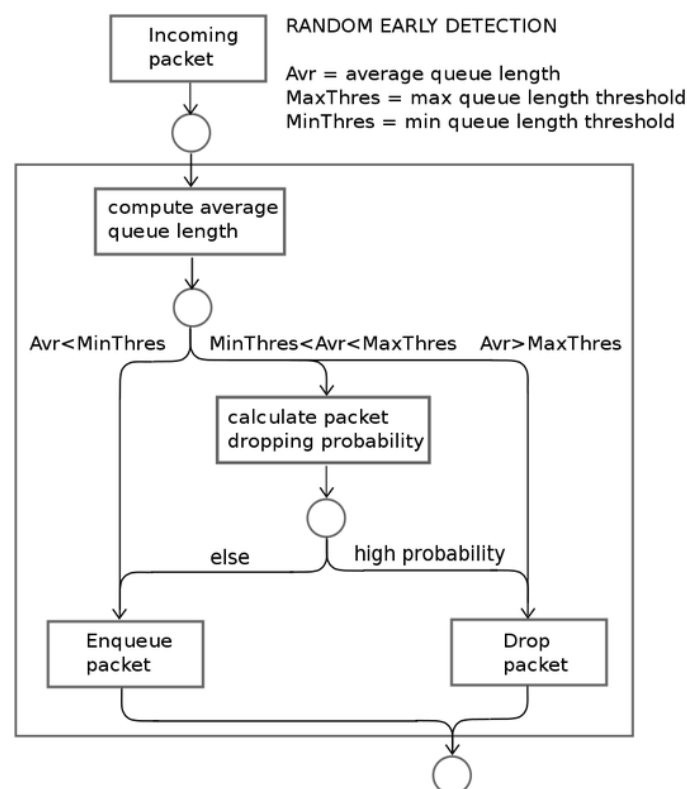 Incoming
packet
RANDOM EARLY DETECTION
Avr = average queue length
MaxThres = max queue length threshold
MinThres = min queue length threshold
compute average
queue length
Avr<MinThres
MinThres<Avr<MaxThres
Avr>MaxThres
calculate packet
dropping probability
else
high probability
Enqueue
packet
Drop
packet